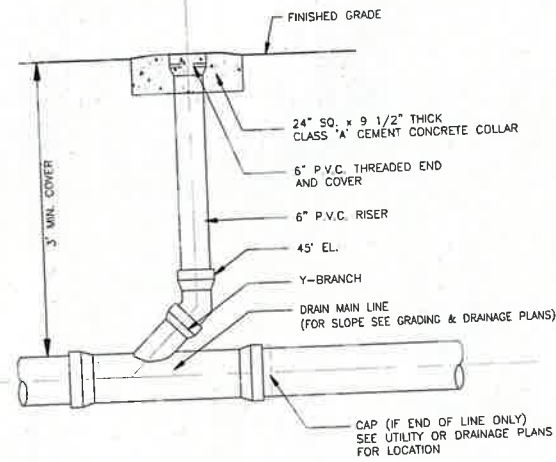 FINISHED GRADE
24" SQ. x 9 1/2" THICK
CLASS 'A' CEMENT CONCRETE COLLAR
6" P.V.C. THREADED END
AND COVER
6" P.V.C. RISER
45° EL.
Y-BRANCH
DRAIN MAIN LINE
(FOR SLOPE SEE GRADING & DRAINAGE PLANS)
CAP (IF END OF LINE ONLY)
SEE UTILITY OR DRAINAGE PLANS
FOR LOCATION
3' MIN. COVER